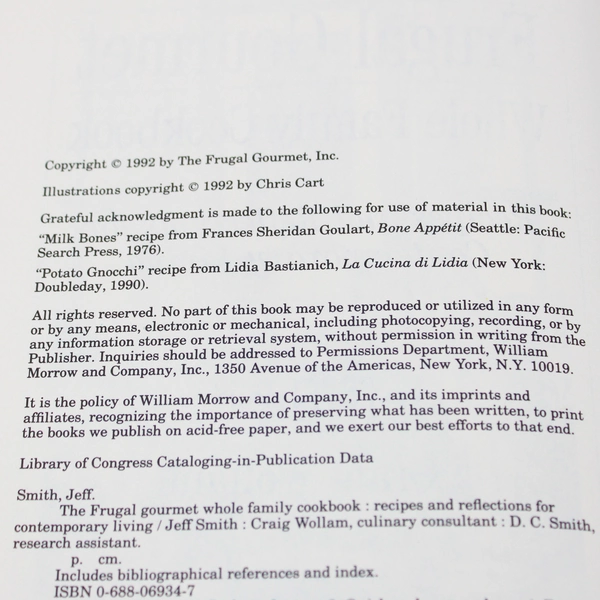 Copyright © 1992 by The Frugal Gourmet, Inc.
Illustrations copyright © 1992 by Chris Cart
Grateful acknowledgment is made to the following for use of material in this book:
“Milk Bones” recipe from Frances Sheridan Goulart, Bone Appétit (Seattle: Pacific
Search Press, 1976).
“Potato Gnocchi” recipe from Lidia Bastianich, La Cucina di Lidia (New York:
Doubleday, 1990).
All rights reserved. No part of this book may be reproduced or utilized in any form
or by any means, electronic or mechanical, including photocopying, recording, or by
any information storage or retrieval system, without permission in writing from the
Publisher. Inquiries should be addressed to Permissions Department, William
Morrow and Company, Inc., 1350 Avenue of the Americas, New York, N.Y. 10019.
It is the policy of William Morrow and Company, Inc., and its imprints and
affiliates, recognizing the importance of preserving what has been written, to print
the books we publish on acid-free paper, and we exert our best efforts to that end.
Library of Congress Cataloging-in-Publication Data
Smith, Jeff.
The Frugal gourmet whole family cookbook : recipes and reflections for
contemporary living / Jeff Smith : Craig Wollam, culinary consultant : D. C. Smith,
research assistant.
p. cm.
Includes bibliographical references and index.
ISBN 0-688-06934-7